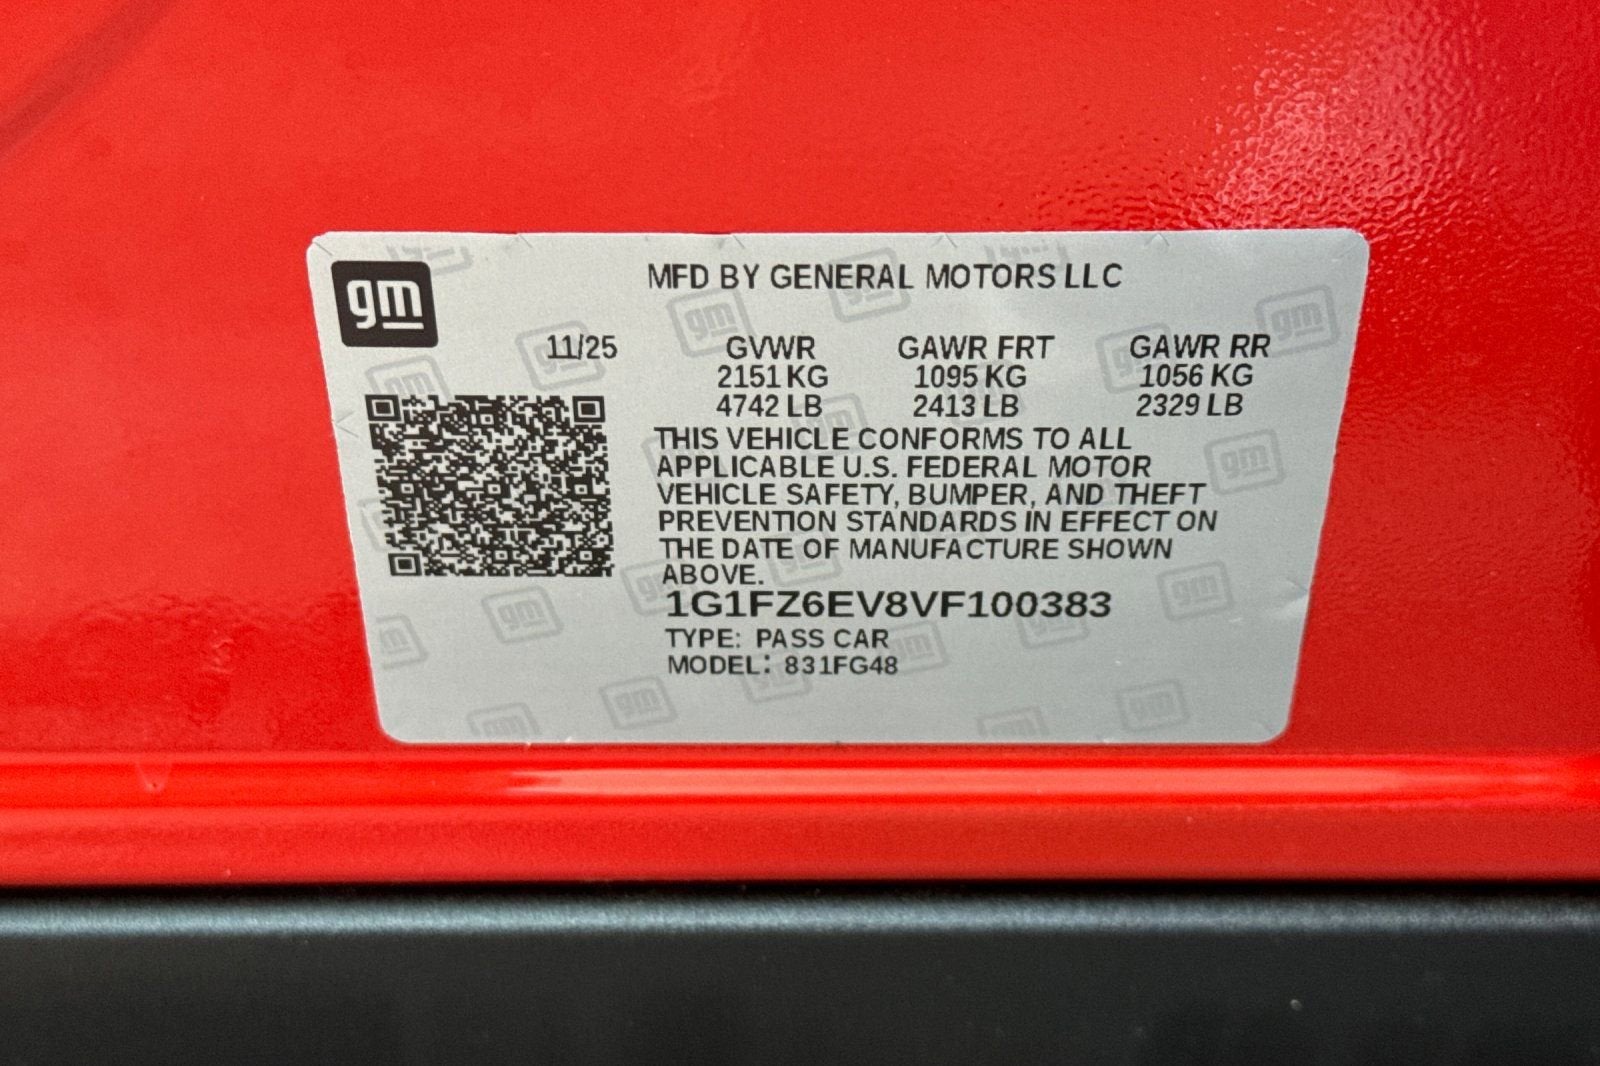 gm
MFD BY GENERAL MOTORS LLC
11/25 GVWR GAWR FRT GAWR RR
2151 KG 1095 KG 1056 KG
4742 LB 2413 LB 2329 LB
THIS VEHICLE CONFORMS TO ALL
APPLICABLE U.S. FEDERAL MOTOR
VEHICLE SAFETY, BUMPER, AND THEFT
PREVENTION STANDARDS IN EFFECT ON
THE DATE OF MANUFACTURE SHOWN
ABOVE.
1G1FZ6EV8VF100383
TYPE: PASS CAR
MODEL: 831FG48